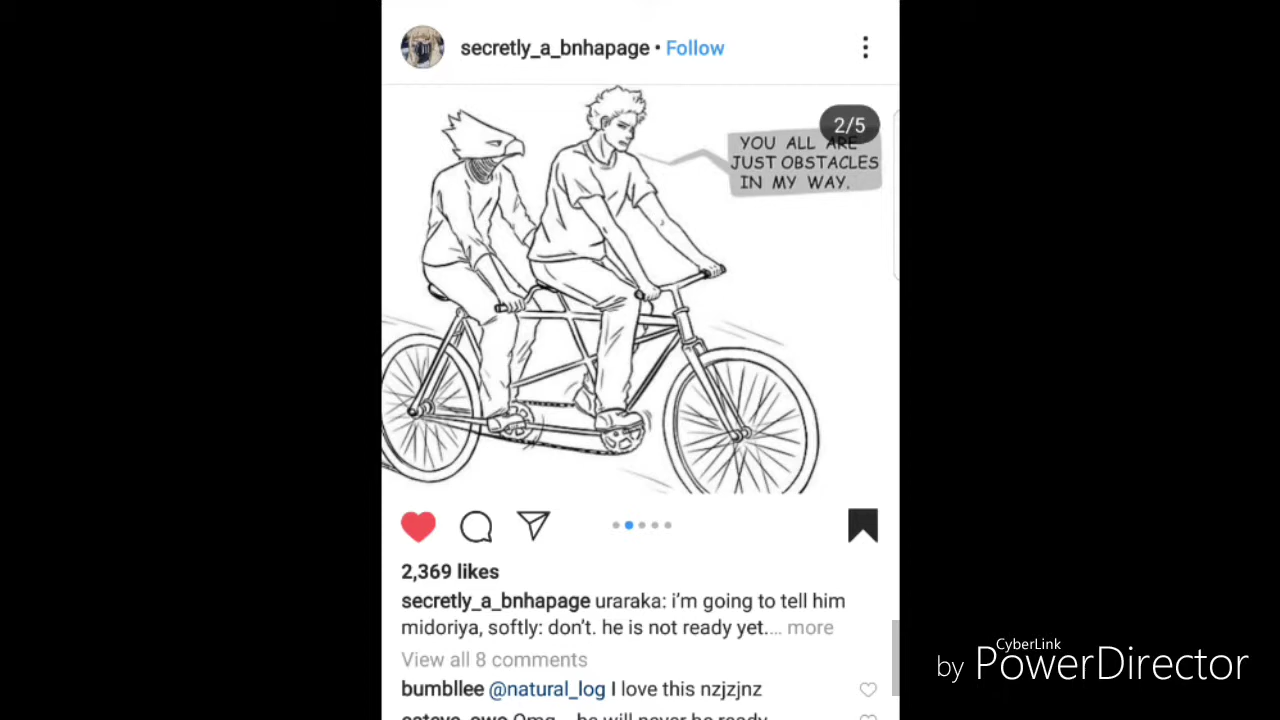 secretly_a_bnhapage • Follow
2/5
YOU ALL ARE
JUST OBSTACLES
IN MY WAY.
2,369 likes
secretly_a_bnhapage uraraka: i'm going to tell him
midoriya, softly: don't. he is not ready yet.... more
View all 8 comments
bumbllee @natural_log I love this nzjzjnz
CyberLink
by PowerDirector